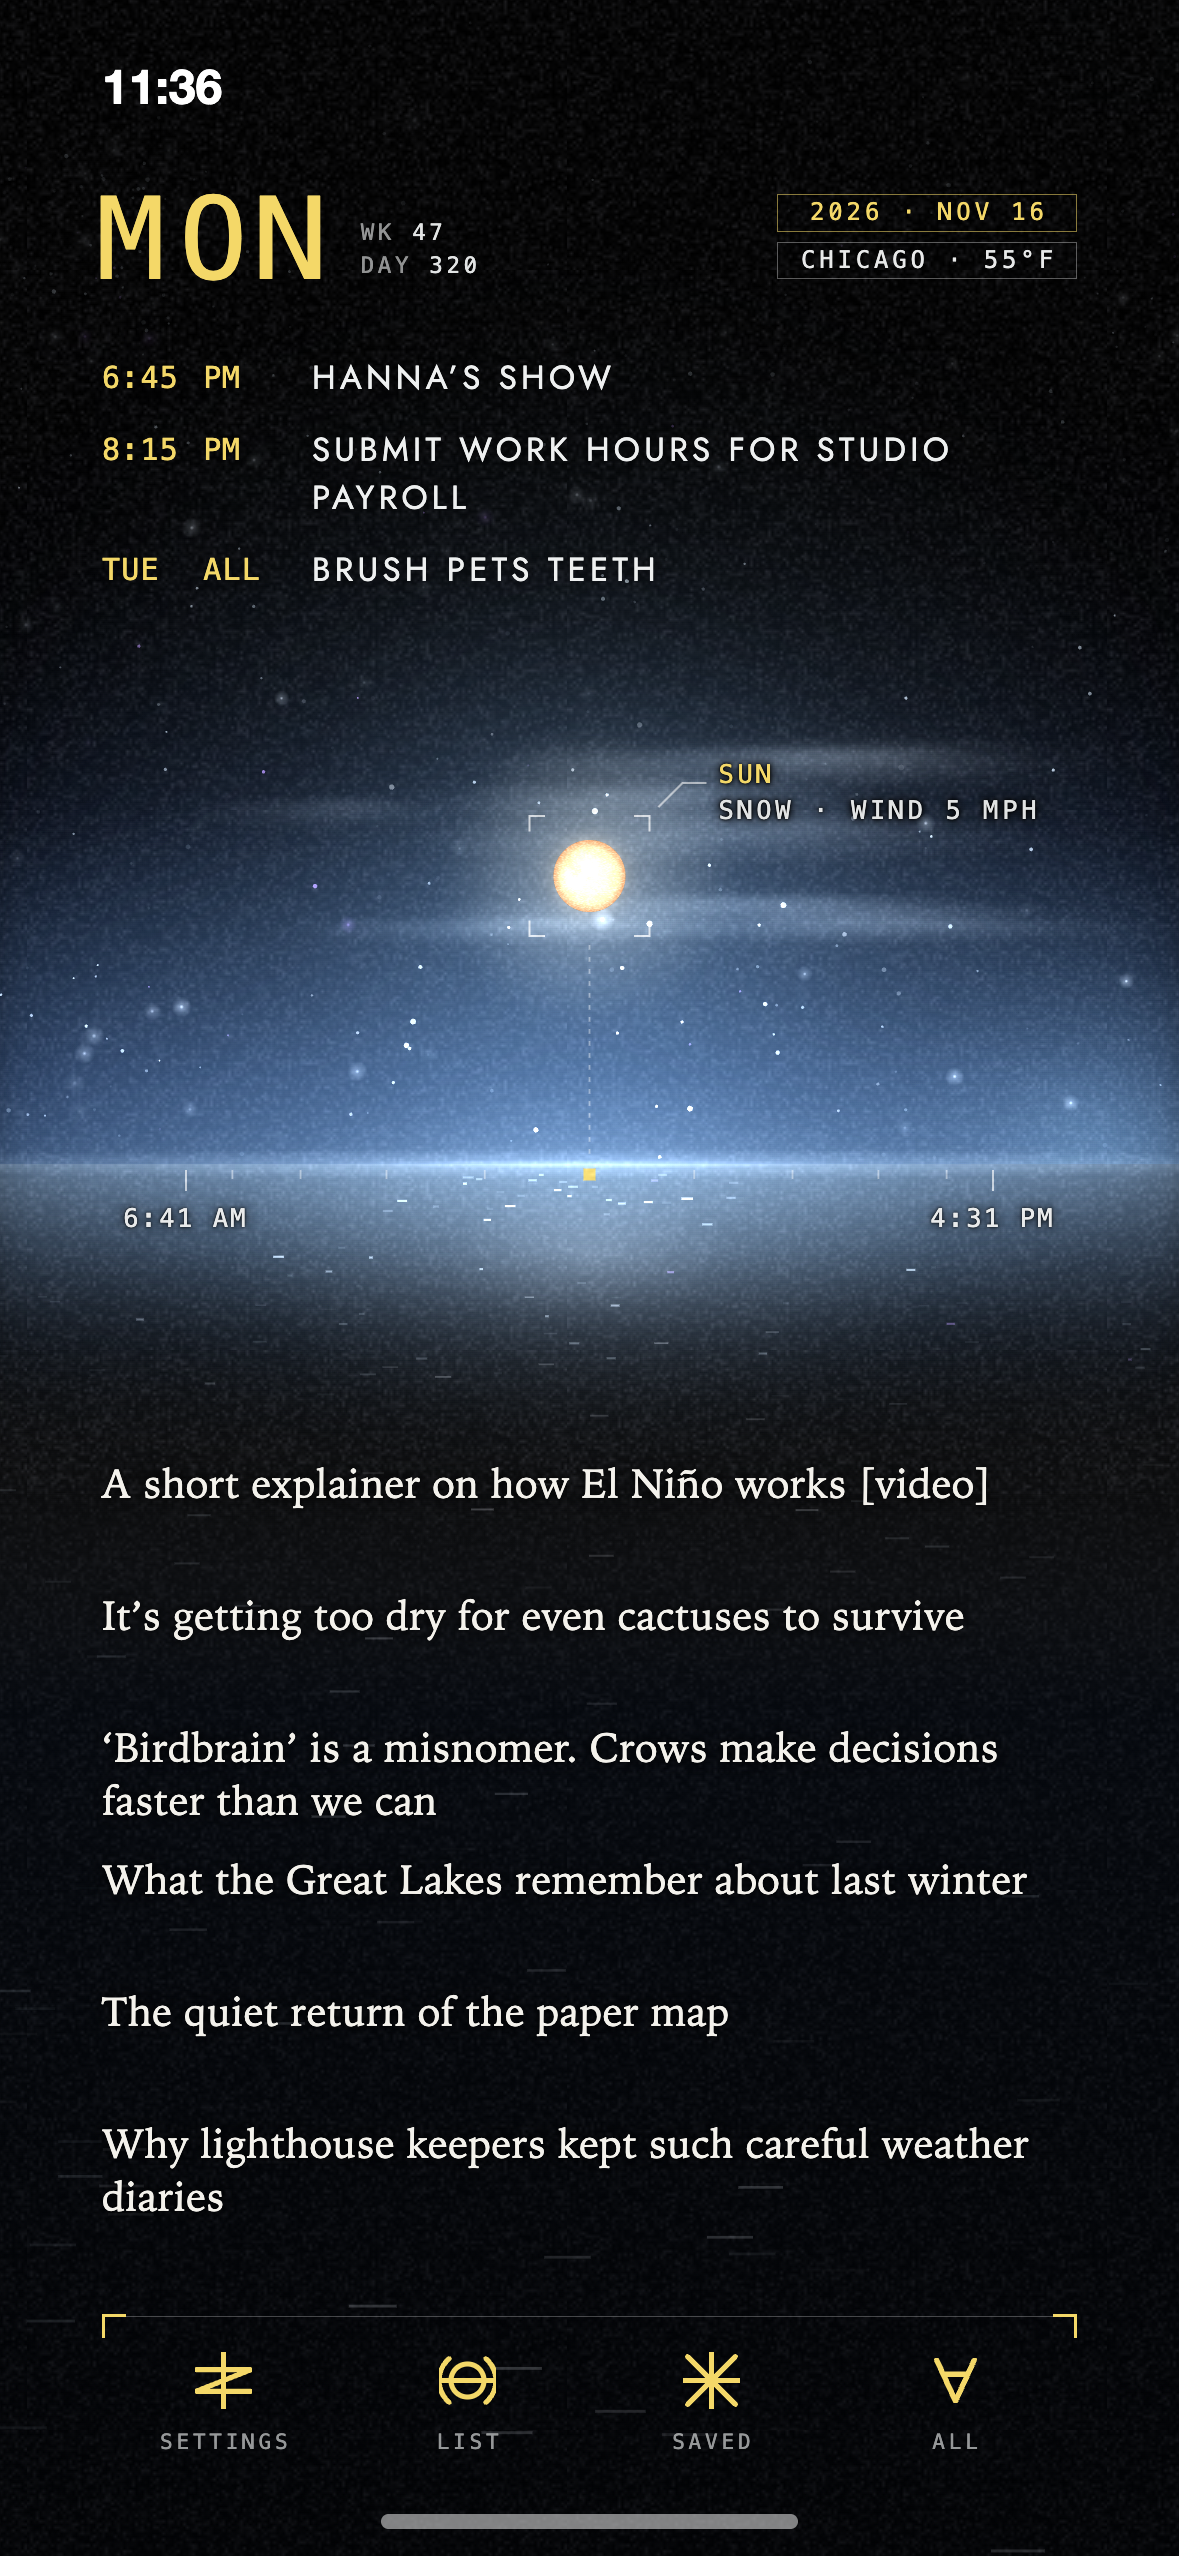 11:36
MON
WK 47
DAY 320
2026 · NOV 16
CHICAGO · 55°F
6:45 PM HANNA’S SHOW
8:15 PM SUBMIT WORK HOURS FOR STUDIO
PAYROLL
TUE ALL BRUSH PETS TEETH
SUN
SNOW · WIND 5 MPH
6:41 AM
4:31 PM
A short explainer on how El Niño works [video]
It’s getting too dry for even cactuses to survive
‘Birdbrain’ is a misnomer. Crows make decisions
faster than we can
What the Great Lakes remember about last winter
The quiet return of the paper map
Why lighthouse keepers kept such careful weather
diaries
SETTINGS
LIST
SAVED
ALL